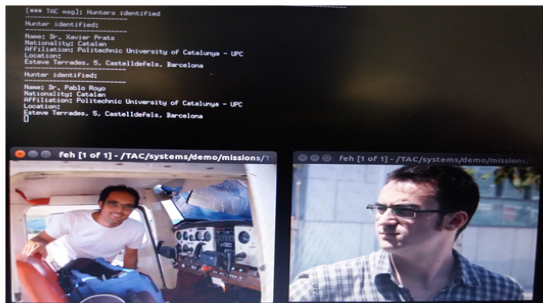 [*** TAC msg]: Hunters identified
------------------------
Hunter identified:
------------------------
Name: Dr. Xavier Prats
Nationality: Catalan
Affiliation: Politechnic University of Catalunya - UPC
Location:
Esteve Terrades, 5, Castelldefels, Barcelona
------------------------
Hunter identified:
------------------------
Name: Dr. Pablo Royo
Nationality: Catalan
Affiliation: Politechnic University of Catalunya - UPC
Location:
Esteve Terrades, 5, Castelldefels, Barcelona
feh [1 of 1] - /TAC/systems/demo/missions/
feh [1 of 1] - /TAC/systems/demo/missions/